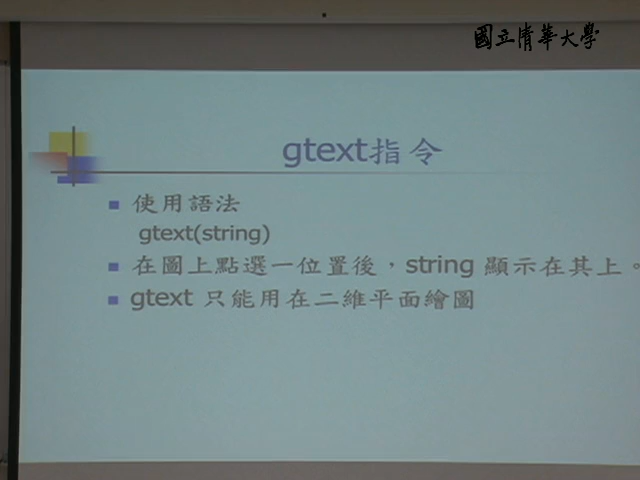 國立清華大學
gtext指令
使用語法
gtext(string)
在圖上點選一位置後，string 顯示在其上。
gtext 只能用在二維平面繪圖